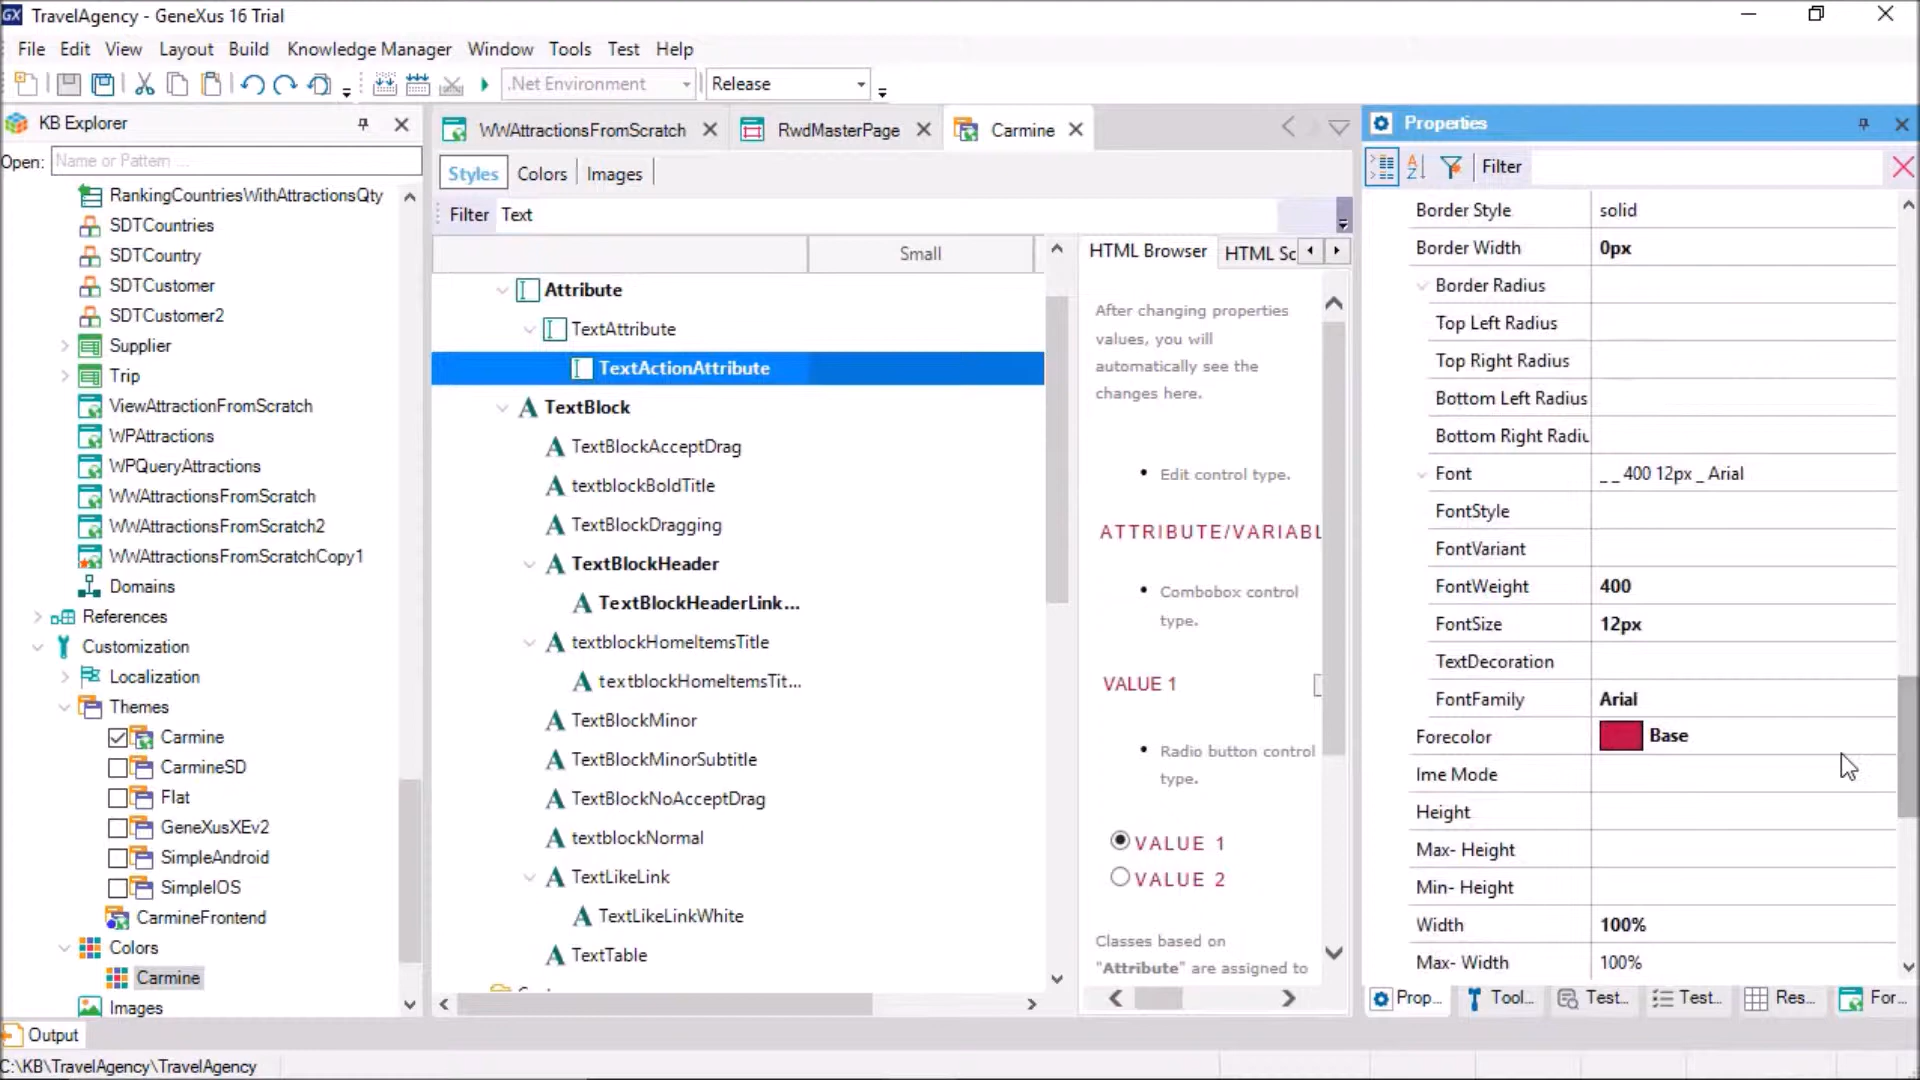 TravelAgency - GeneXus 16 Trial
File Edit View Layout Build Knowledge Manager Window Tools Test Help
.Net Environment Release
KB Explorer
Open: Name or Pattern ...
RankingCountriesWithAttractionsQty
SDTCountries
SDTCountry
SDTCustomer
SDTCustomer2
Supplier
Trip
ViewAttractionFromScratch
WPAttractions
WPQueryAttractions
WWAttractionsFromScratch
WWAttractionsFromScratch2
WWAttractionsFromScratchCopy1
Domains
References
Customization
Localization
Themes
Carmine
CarmineSD
Flat
GeneXusXEv2
SimpleAndroid
SimpleIOS
CarmineFrontend
Colors
Carmine
Images
WWAttractionsFromScratch RwdMasterPage Carmine
Styles Colors Images
Filter Text
Small
Attribute
TextAttribute
TextActionAttribute
TextBlock
TextBlockAcceptDrag
textblockBoldTitle
TextBlockDragging
TextBlockHeader
TextBlockHeaderLink...
textblockHomeItemsTitle
textblockHomeItemsTit...
TextBlockMinor
TextBlockMinorSubtitle
TextBlockNoAcceptDrag
textblockNormal
TextLikeLink
TextLikeLinkWhite
TextTable
HTML Browser HTML Sc
After changing properties
values, you will
automatically see the
changes here.
• Edit control type.
ATTRIBUTE/VARIABL
• Combobox control
type.
VALUE 1
• Radio button control
type.
VALUE 1
VALUE 2
Classes based on
"Attribute" are assigned to
Properties
Filter
Border Style solid
Border Width 0px
Border Radius
Top Left Radius
Top Right Radius
Bottom Left Radius
Bottom Right Radiu
Font _ _ 400 12px _ Arial
FontStyle
FontVariant
FontWeight 400
FontSize 12px
TextDecoration
FontFamily Arial
Forecolor Base
Ime Mode
Height
Max- Height
Min- Height
Width 100%
Max- Width 100%
Prop... Tool... Test... Test... Res... For...
Output
C:\KB\TravelAgency\TravelAgency